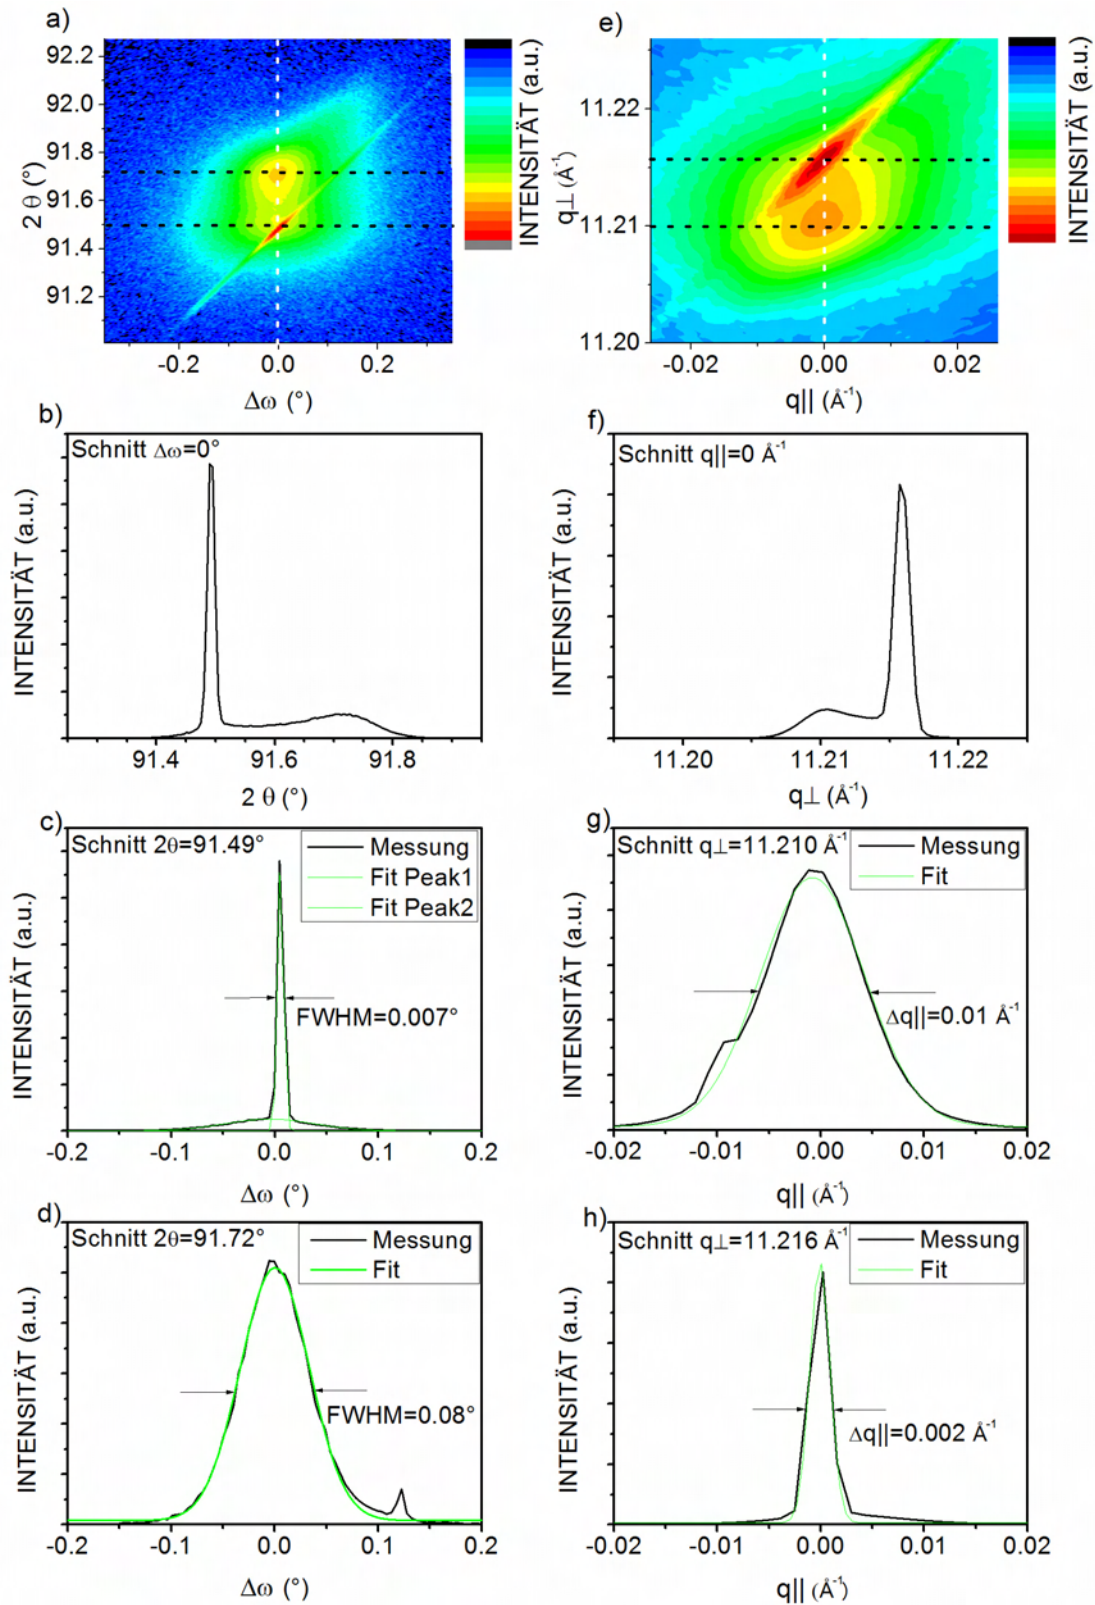 a)
2 θ (°)
92.2
92.0
91.8
91.6
91.4
91.2
-0.2
0.0
0.2
Δω (°)
INTENSITÄT (a.u.)
e)
q⊥ (Å⁻¹)
11.22
11.21
11.20
0.00
0.02
-0.02
q|| (Å⁻¹)
INTENSITÄT (a.u.)
b)
Schnitt Δω=0°
INTENSITÄT (a.u.)
91.4
91.6
91.8
2 θ (°)
f)
Schnitt q||=0 Å⁻¹
INTENSITÄT (a.u.)
11.20
11.21
11.22
q⊥ (Å⁻¹)
c)
Schnitt 2θ=91.49°
Messung
Fit Peak1
Fit Peak2
FWHM=0.007°
INTENSITÄT (a.u.)
-0.2
-0.1
0.0
0.1
0.2
Δω (°)
g)
Schnitt q⊥=11.210 Å⁻¹
Messung
Fit
Δq||=0.01 Å⁻¹
INTENSITÄT (a.u.)
-0.02
-0.01
0.00
0.01
0.02
q|| (Å⁻¹)
d)
Schnitt 2θ=91.72°
Messung
Fit
FWHM=0.08°
INTENSITÄT (a.u.)
-0.2
-0.1
0.0
0.1
0.2
Δω (°)
h)
Schnitt q⊥=11.216 Å⁻¹
Messung
Fit
Δq||=0.002 Å⁻¹
INTENSITÄT (a.u.)
-0.02
-0.01
0.00
0.01
0.02
q|| (Å⁻¹)